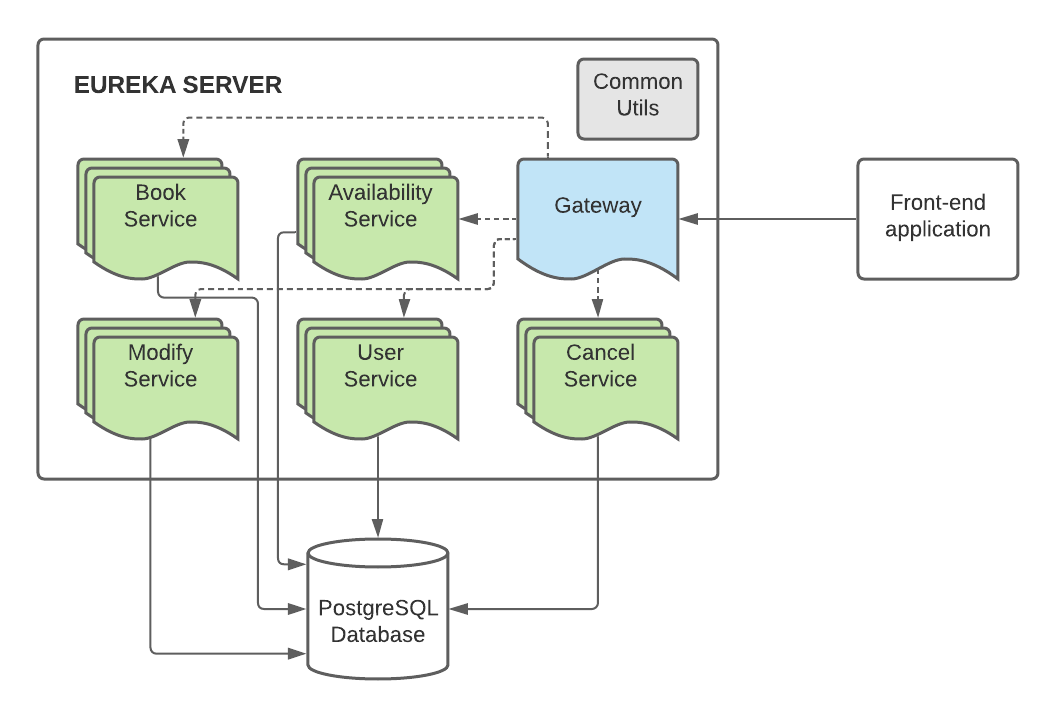 EUREKA SERVER
Common
Utils
Book
Service
Availability
Service
Gateway
Front-end
application
Modify
Service
User
Service
Cancel
Service
PostgreSQL
Database